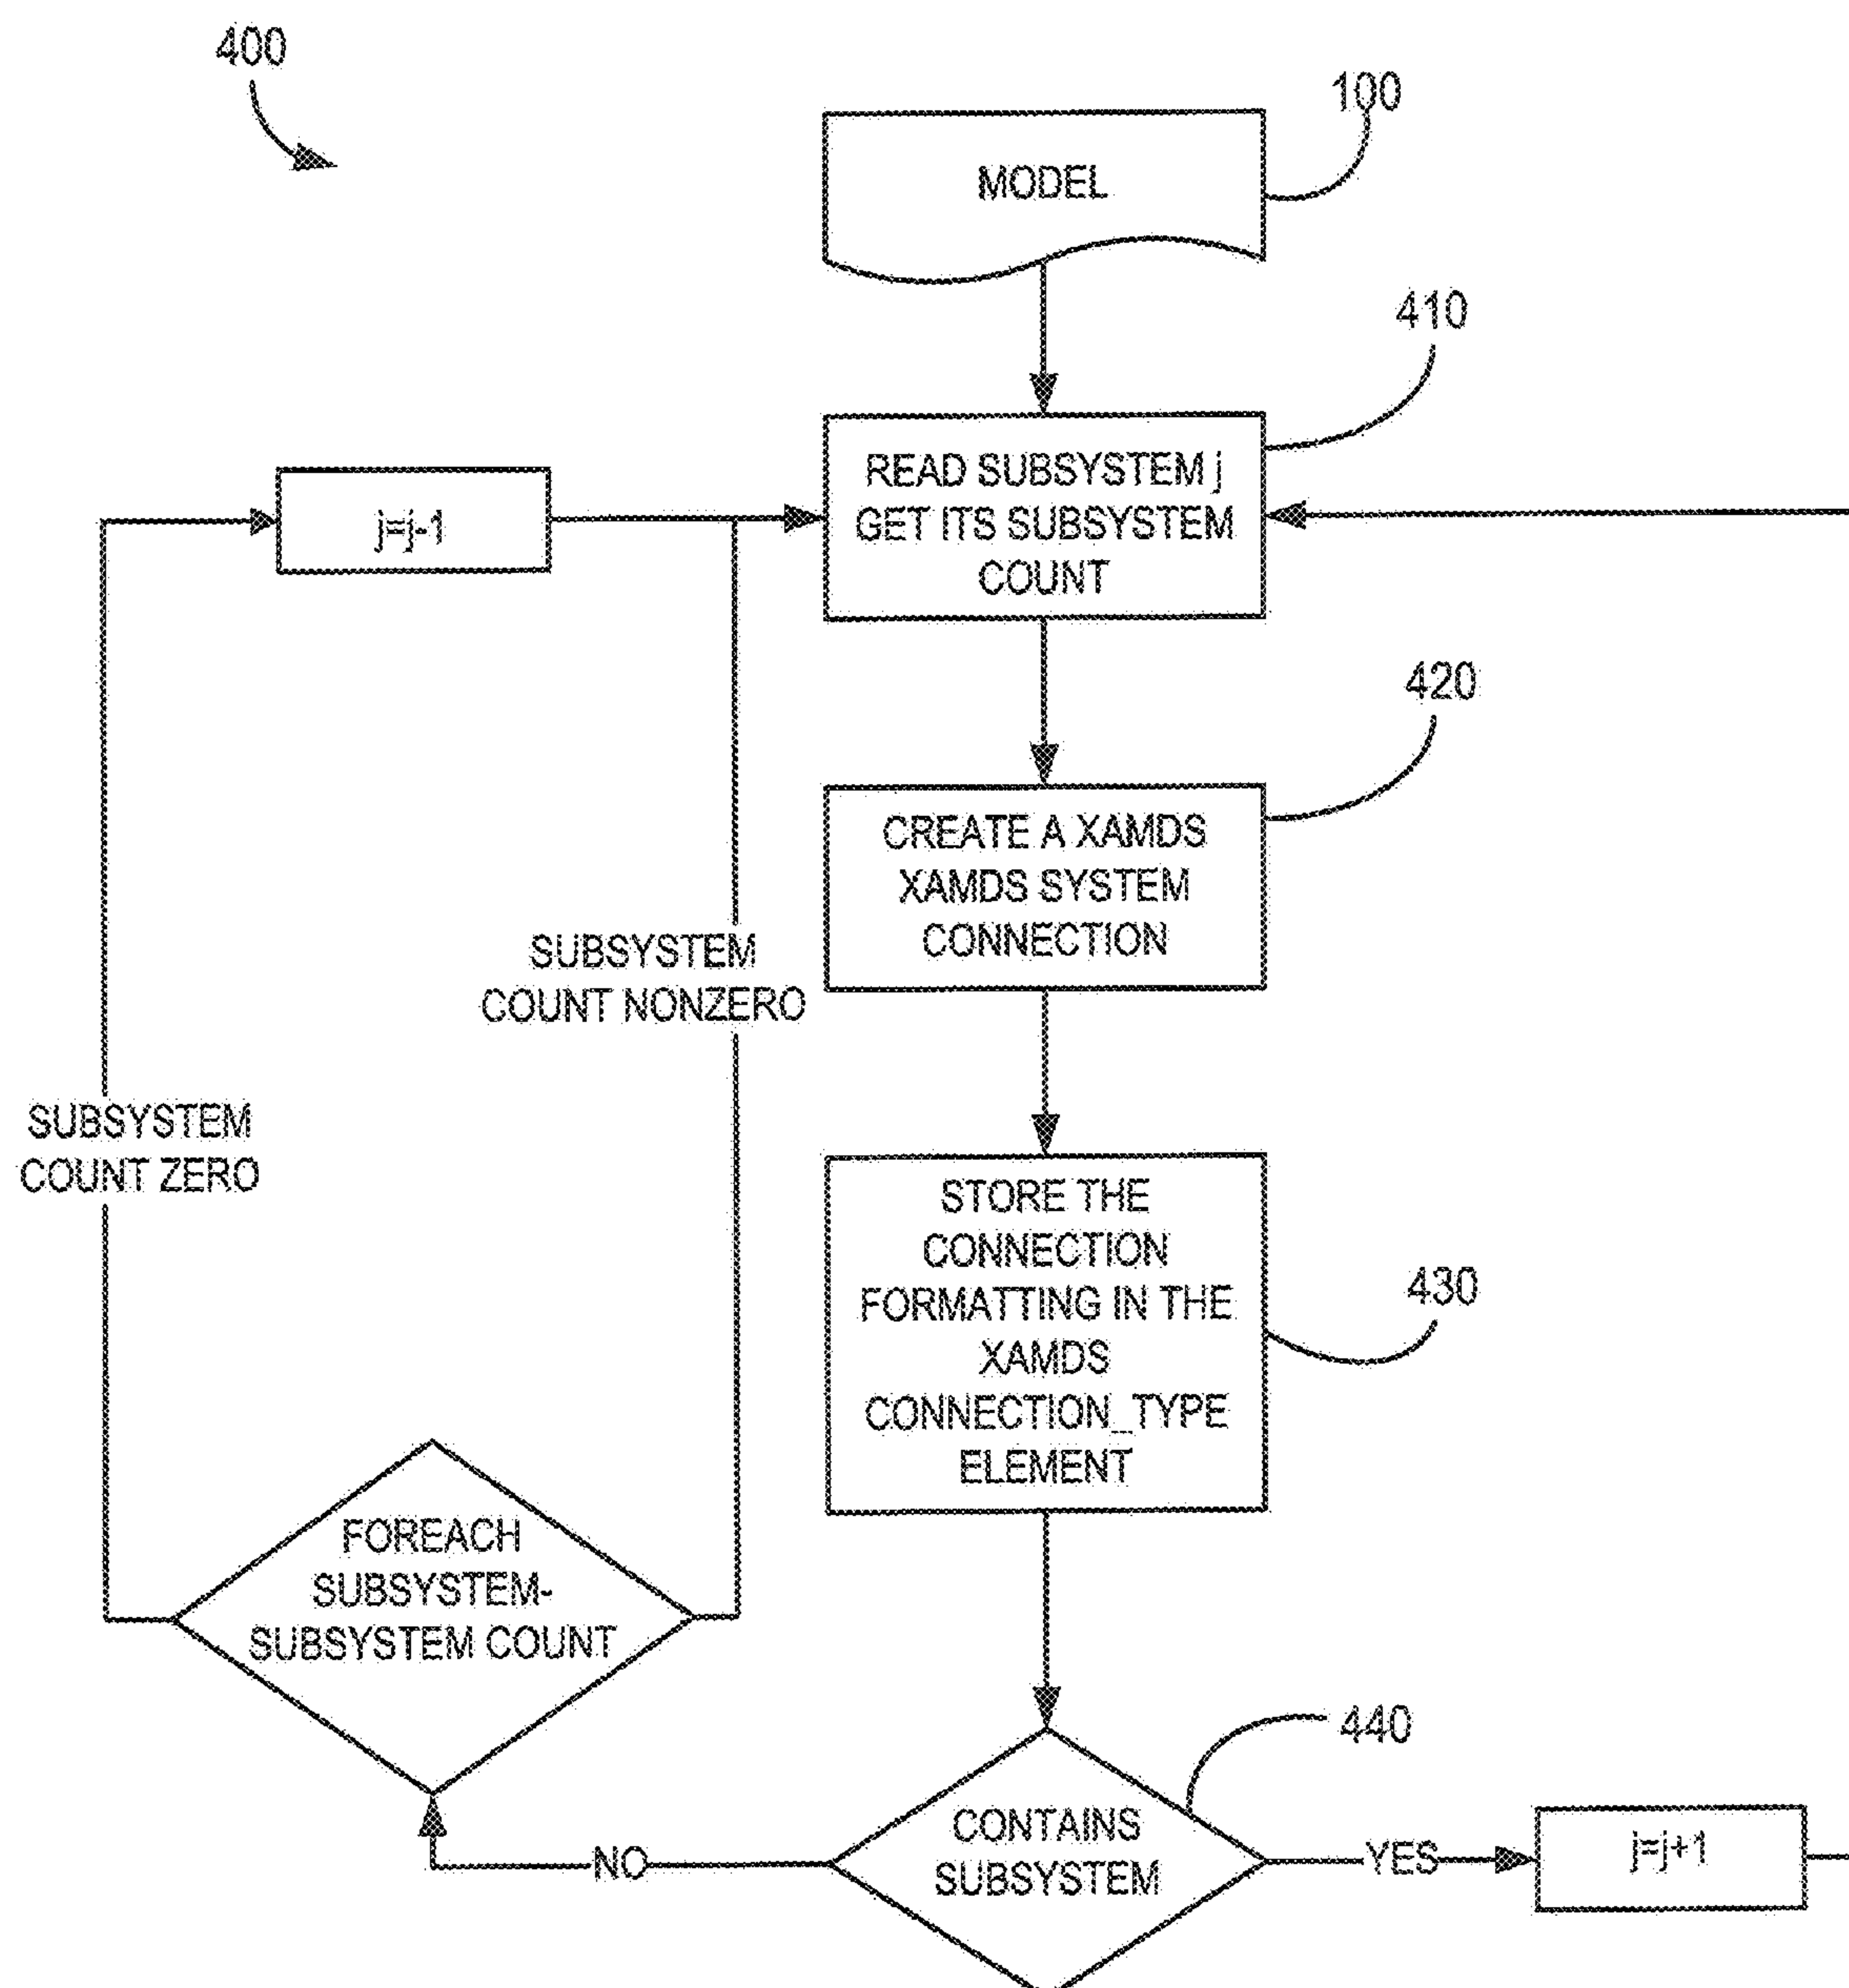 400
100
MODEL
410
READ SUBSYSTEM j
GET ITS SUBSYSTEM
COUNT
j=j-1
420
CREATE A XAMDS
XAMDS SYSTEM
CONNECTION
SUBSYSTEM
COUNT NONZERO
SUBSYSTEM
COUNT ZERO
STORE THE
CONNECTION
FORMATTING IN THE
XAMDS
CONNECTION_TYPE
ELEMENT
430
FOREACH
SUBSYSTEM-
SUBSYSTEM COUNT
440
CONTAINS
SUBSYSTEM
NO
YES
j=j+1